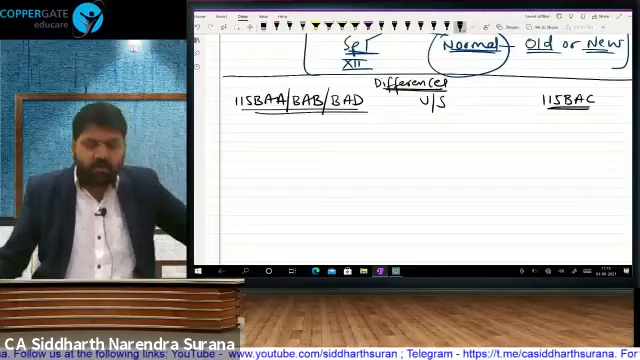 COPPERGATE
educare
Spl Normal - Old or New
XII
Differences
115BAA/BAB/BAD V/S 115BAC
CA Siddharth Narendra Surana
na. Follow us at the following links: YouTube - www.youtube.com/siddharthsuran ; Telegram - https://t.me/casiddharthsurana. For a